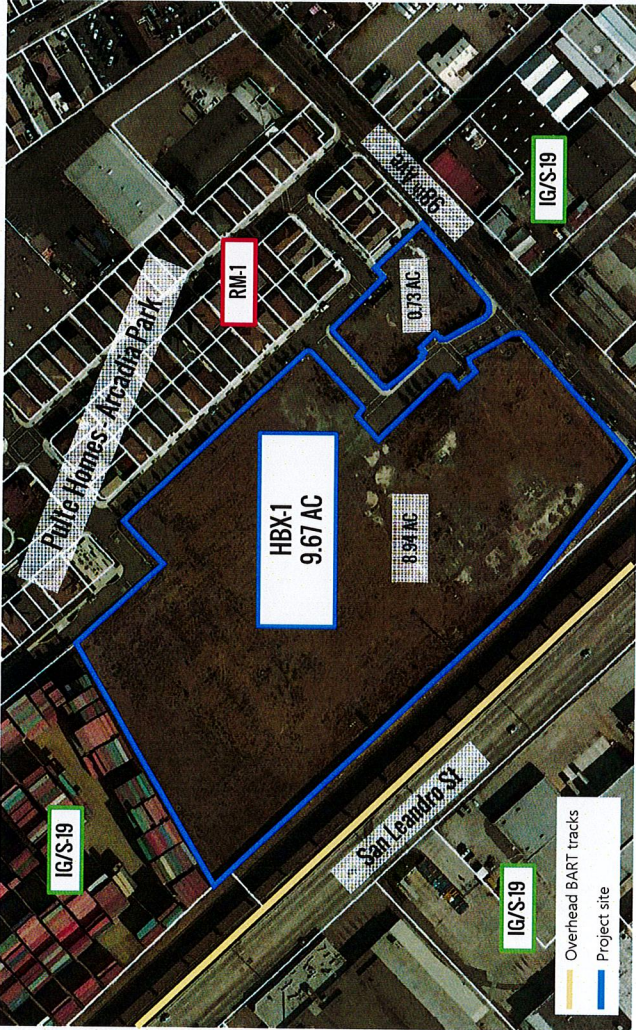 IG/S-19
Pulte Homes - Arcadia Park
RM-1
98th Ave
IG/S-19
HBX-1
9.67 AC
0.73 AC
8.94 AC
San Leandro St
IG/S-19
Overhead BART tracks
Project site